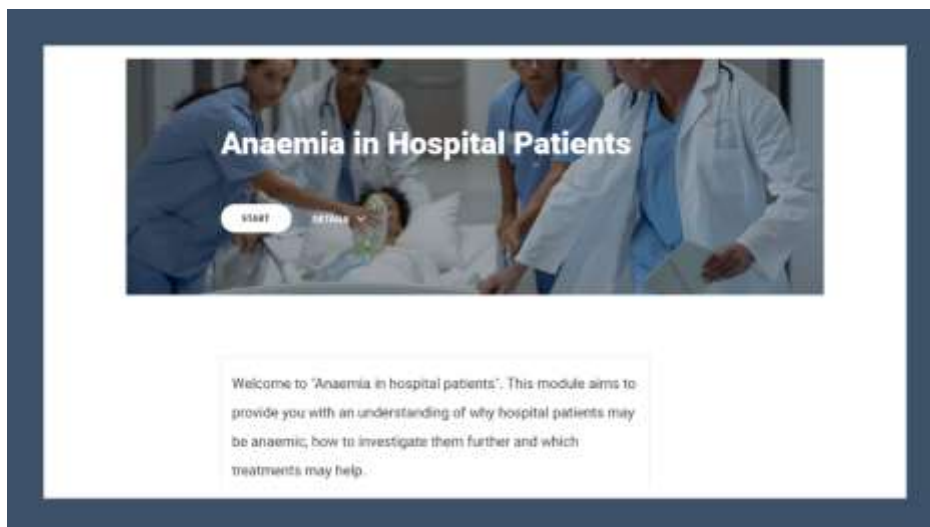 Anaemia in Hospital Patients
START
DETAILS
Welcome to "Anaemia in hospital patients". This module aims to
provide you with an understanding of why hospital patients may
be anaemic, how to investigate them further and which
treatments may help.